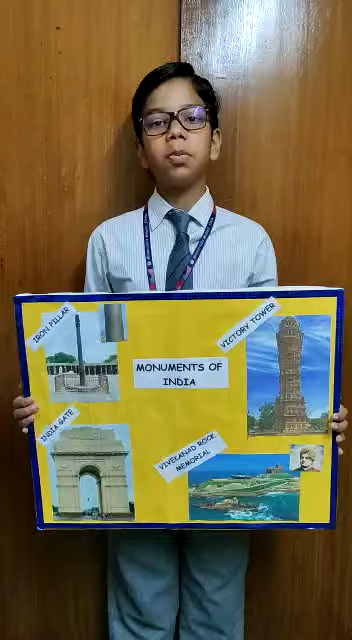 IRON PILLAR
VICTORY TOWER
MONUMENTS OF
INDIA
INDIA GATE
VIVEKANAD ROCK
MEMORIAL